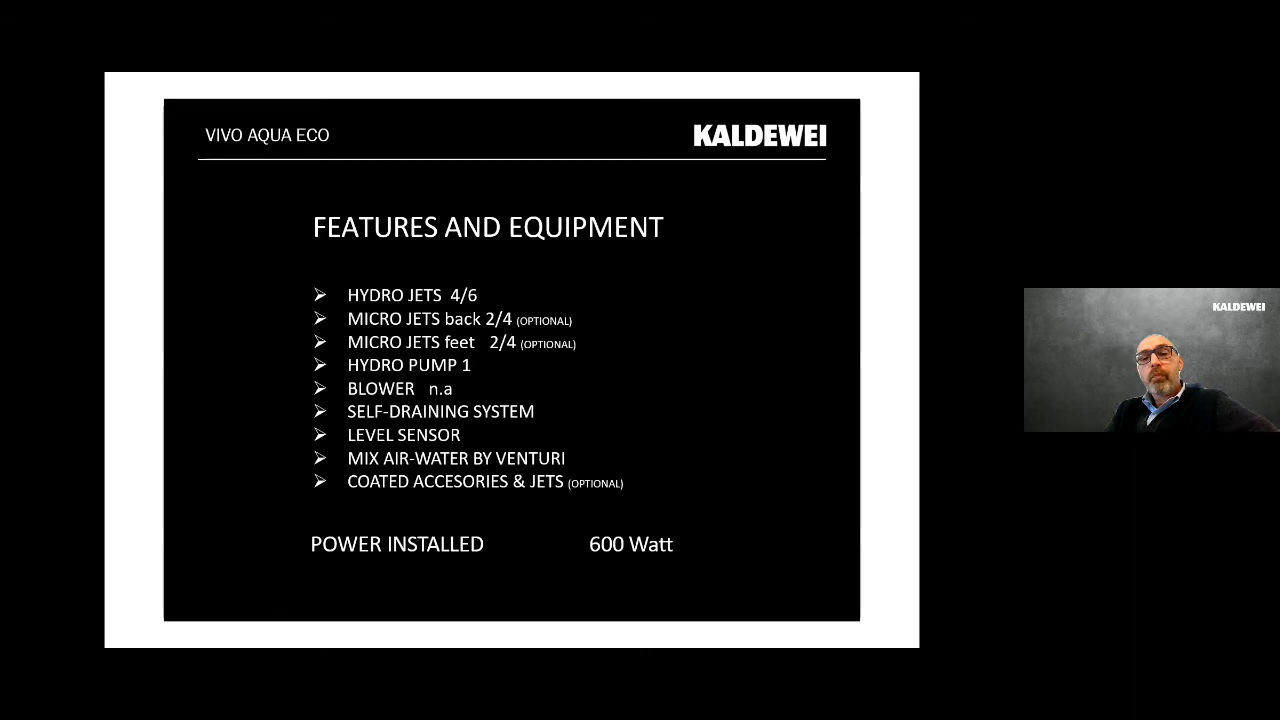 VIVO AQUA ECO
KALDEWEI
FEATURES AND EQUIPMENT
HYDRO JETS 4/6
MICRO JETS back 2/4 (OPTIONAL)
MICRO JETS feet 2/4 (OPTIONAL)
HYDRO PUMP 1
BLOWER n.a
SELF-DRAINING SYSTEM
LEVEL SENSOR
MIX AIR-WATER BY VENTURI
COATED ACCESORIES & JETS (OPTIONAL)
POWER INSTALLED 600 Watt
KALDEWEI